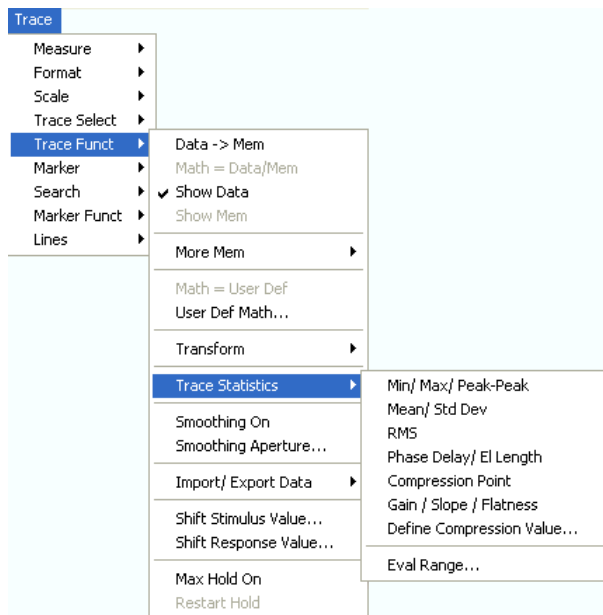 Trace
Measure
Format
Scale
Trace Select
Trace Funct
Marker
Search
Marker Funct
Lines
Data -> Mem
Math = Data/Mem
Show Data
Show Mem
More Mem
Math = User Def
User Def Math...
Transform
Trace Statistics
Smoothing On
Smoothing Aperture...
Import/ Export Data
Shift Stimulus Value...
Shift Response Value...
Max Hold On
Restart Hold
Min/ Max/ Peak-Peak
Mean/ Std Dev
RMS
Phase Delay/ El Length
Compression Point
Gain / Slope / Flatness
Define Compression Value...
Eval Range...